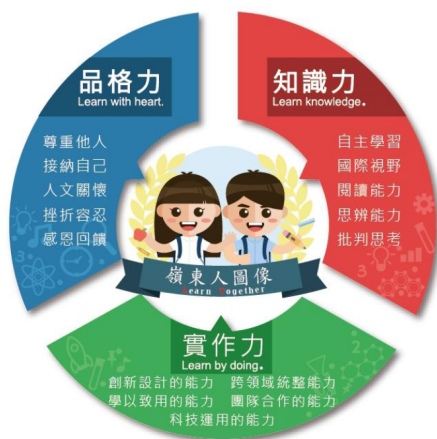 品格力
Learn with heart.
尊重他人
接納自己
人文關懷
挫折容忍
感恩回饋
知識力
Learn knowledge.
自主學習
國際視野
閱讀能力
思辨能力
批判思考
嶺東人圖像
Learn Together
實作力
Learn by doing.
創新設計的能力 跨領域統整能力
學以致用的能力 團隊合作的能力
科技運用的能力